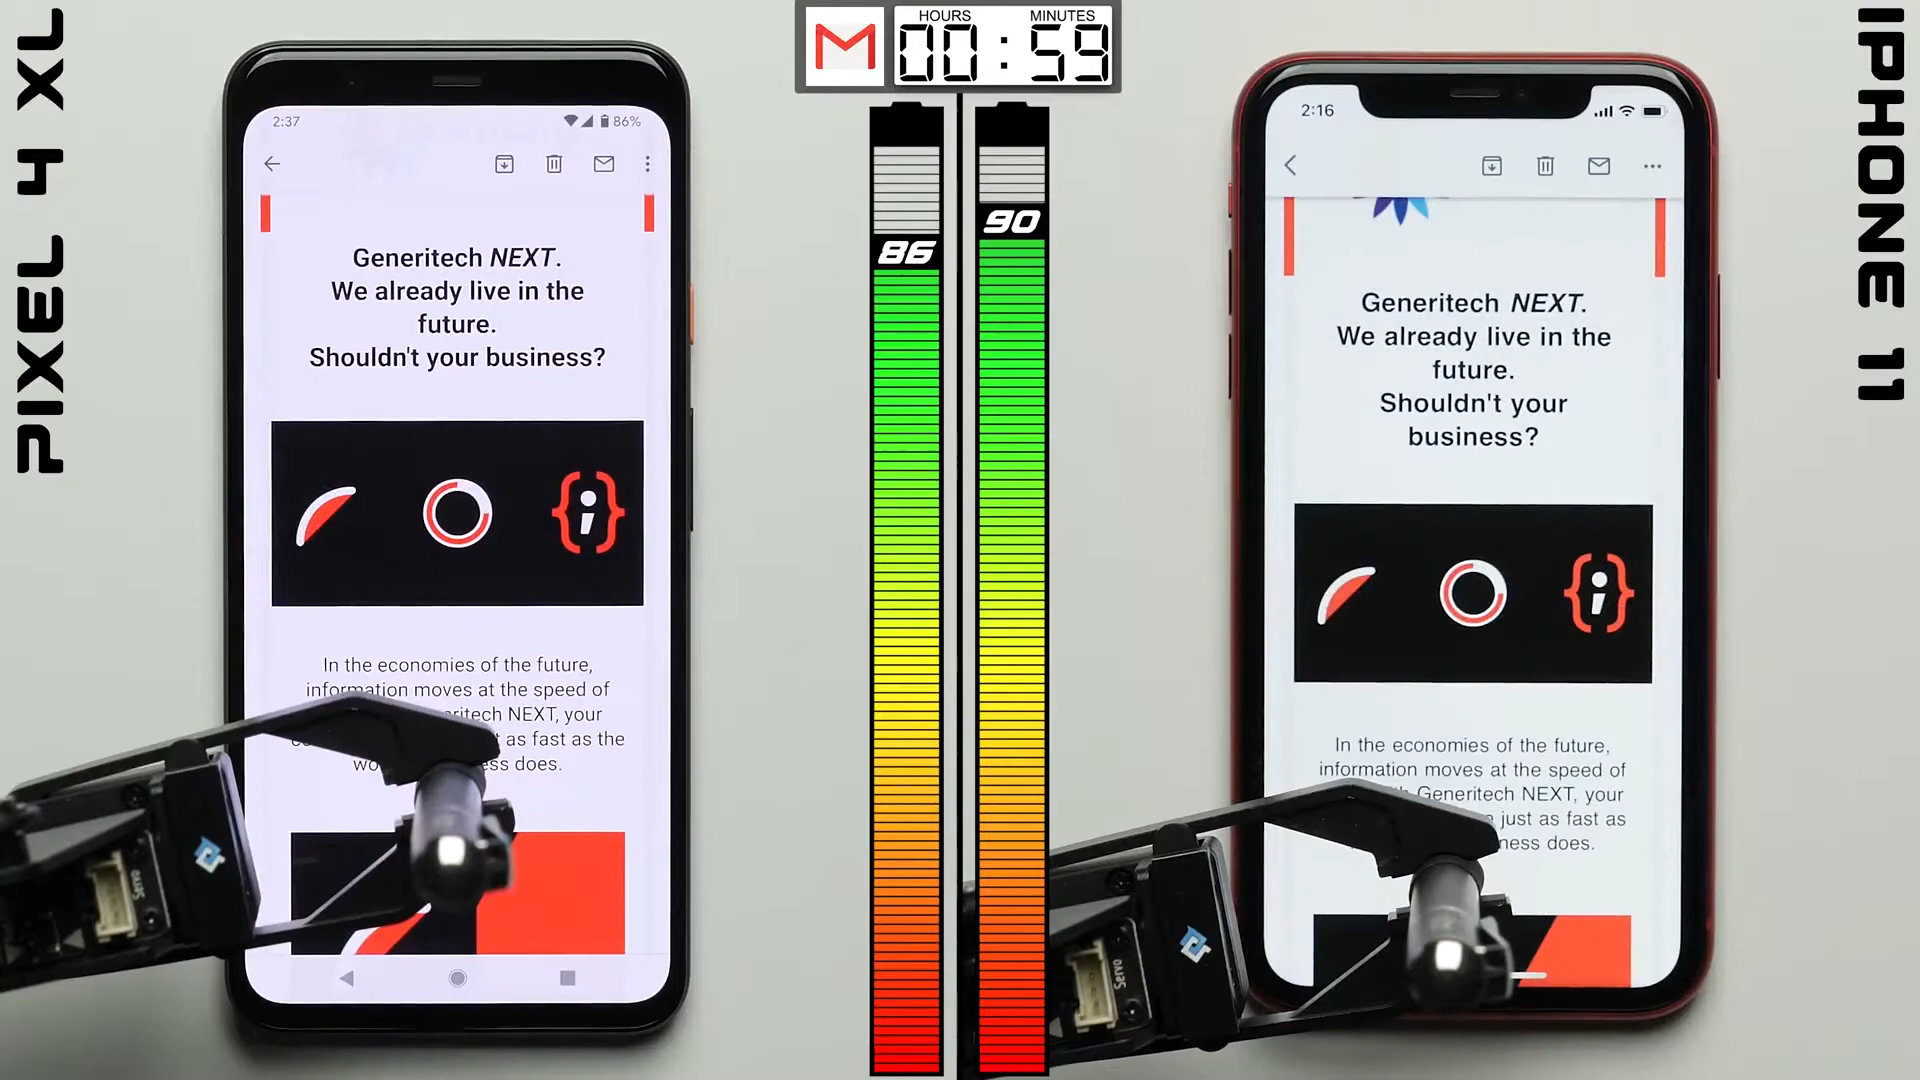 PIXEL 4 XL
HOURS
MINUTES
00:59
IPHONE 11
86
90
2:37
86%
Generitech NEXT.
We already live in the
future.
Shouldn't your business?
In the economies of the future,
information moves at the speed of
NEXT, your
as fast as the
does.
Servo
2:16
Generitech NEXT.
We already live in the
future.
Shouldn't your
business?
In the economies of the future,
information moves at the speed of
Generitech NEXT, your
just as fast as
does.
Servo